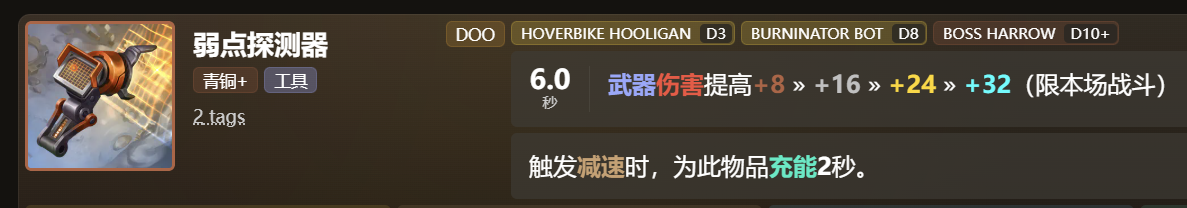 弱点探测器
青铜+ 工具
2 tags
DOO HOVERBIKE HOOLIGAN D3 BURNINATOR BOT D8 BOSS HARROW D10+
6.0
秒
武器伤害提高+8 » +16 » +24 » +32（限本场战斗）
触发减速时，为此物品充能2秒。